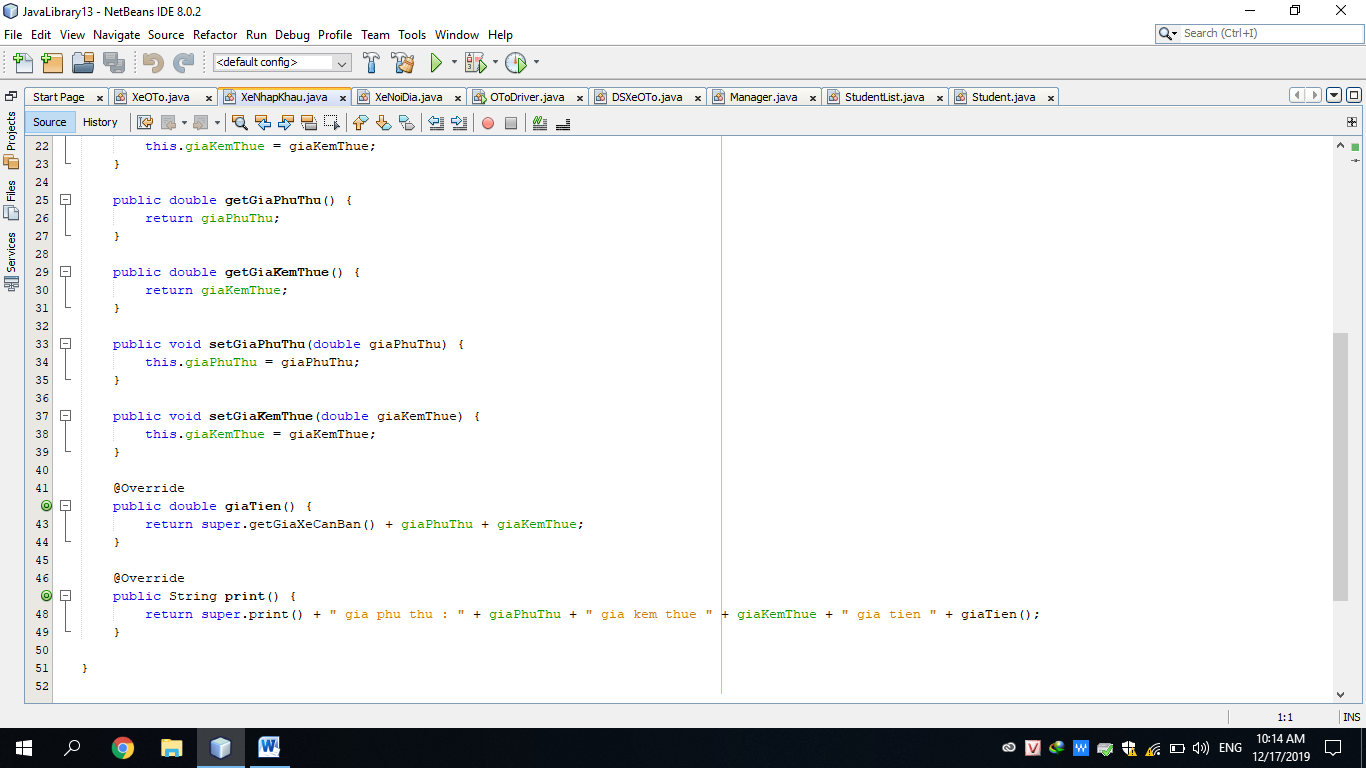 JavaLibrary13 - NetBeans IDE 8.0.2
File Edit View Navigate Source Refactor Run Debug Profile Team Tools Window Help
Search (Ctrl+I)
<default config>
Start Page XeOTo.java XeNhapKhau.java XeNoiDia.java OToDriver.java DSXeOTo.java Manager.java StudentList.java Student.java
Source History
Projects
Files
Services
22 this.giaKemThue = giaKemThue;
23 }
24
25 public double getGiaPhuThu() {
26 return giaPhuThu;
27 }
28
29 public double getGiaKemThue() {
30 return giaKemThue;
31 }
32
33 public void setGiaPhuThu(double giaPhuThu) {
34 this.giaPhuThu = giaPhuThu;
35 }
36
37 public void setGiaKemThue(double giaKemThue) {
38 this.giaKemThue = giaKemThue;
39 }
40
41 @Override
public double giaTien() {
43 return super.getGiaXeCanBan() + giaPhuThu + giaKemThue;
44 }
45
46 @Override
public String print() {
48 return super.print() + " gia phu thu : " + giaPhuThu + " gia kem thue " + giaKemThue + " gia tien " + giaTien();
49 }
50
51 }
52
1:1 INS
ENG
10:14 AM
12/17/2019